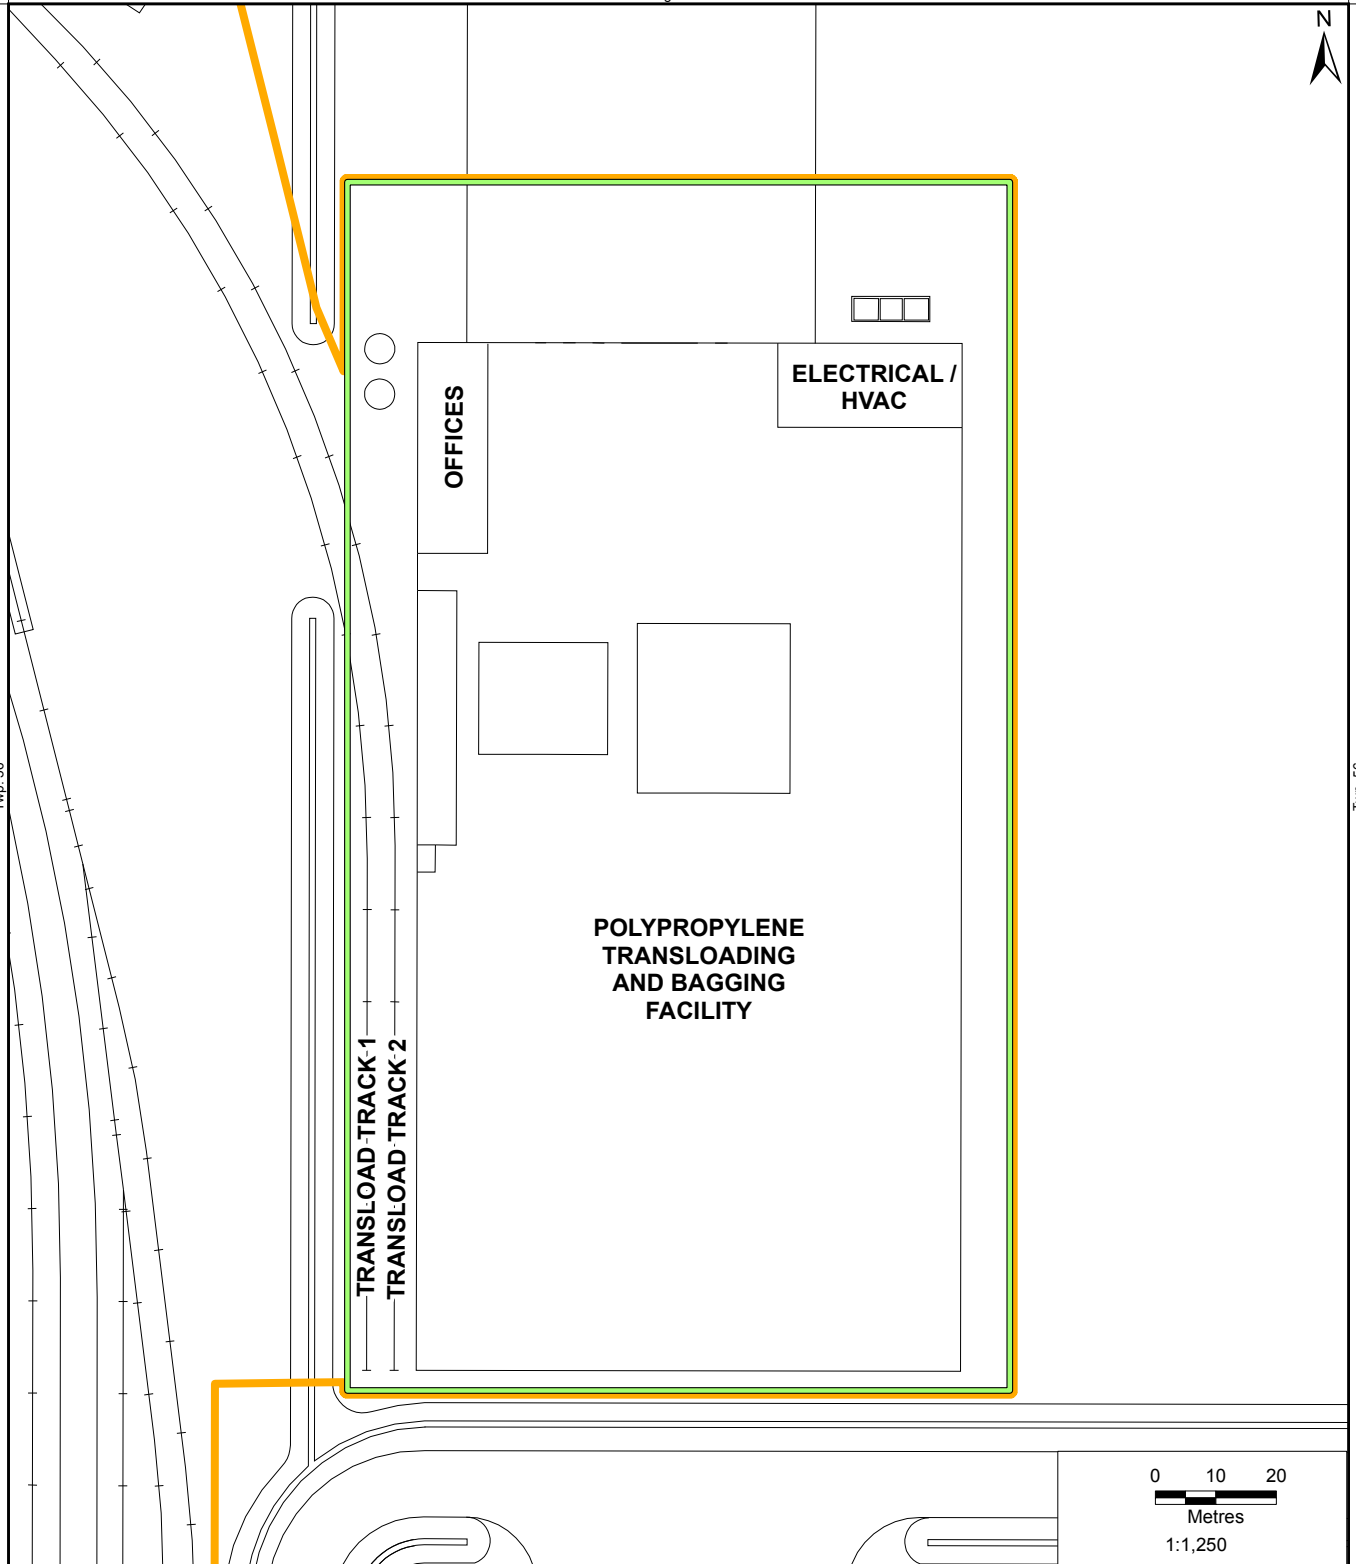 N
ELECTRICAL /
HVAC
OFFICES
POLYPROPYLENE
TRANSLOADING
AND BAGGING
FACILITY
TRANSLOAD TRACK 1
TRANSLOAD TRACK 2
0 10 20
Metres
1:1,250